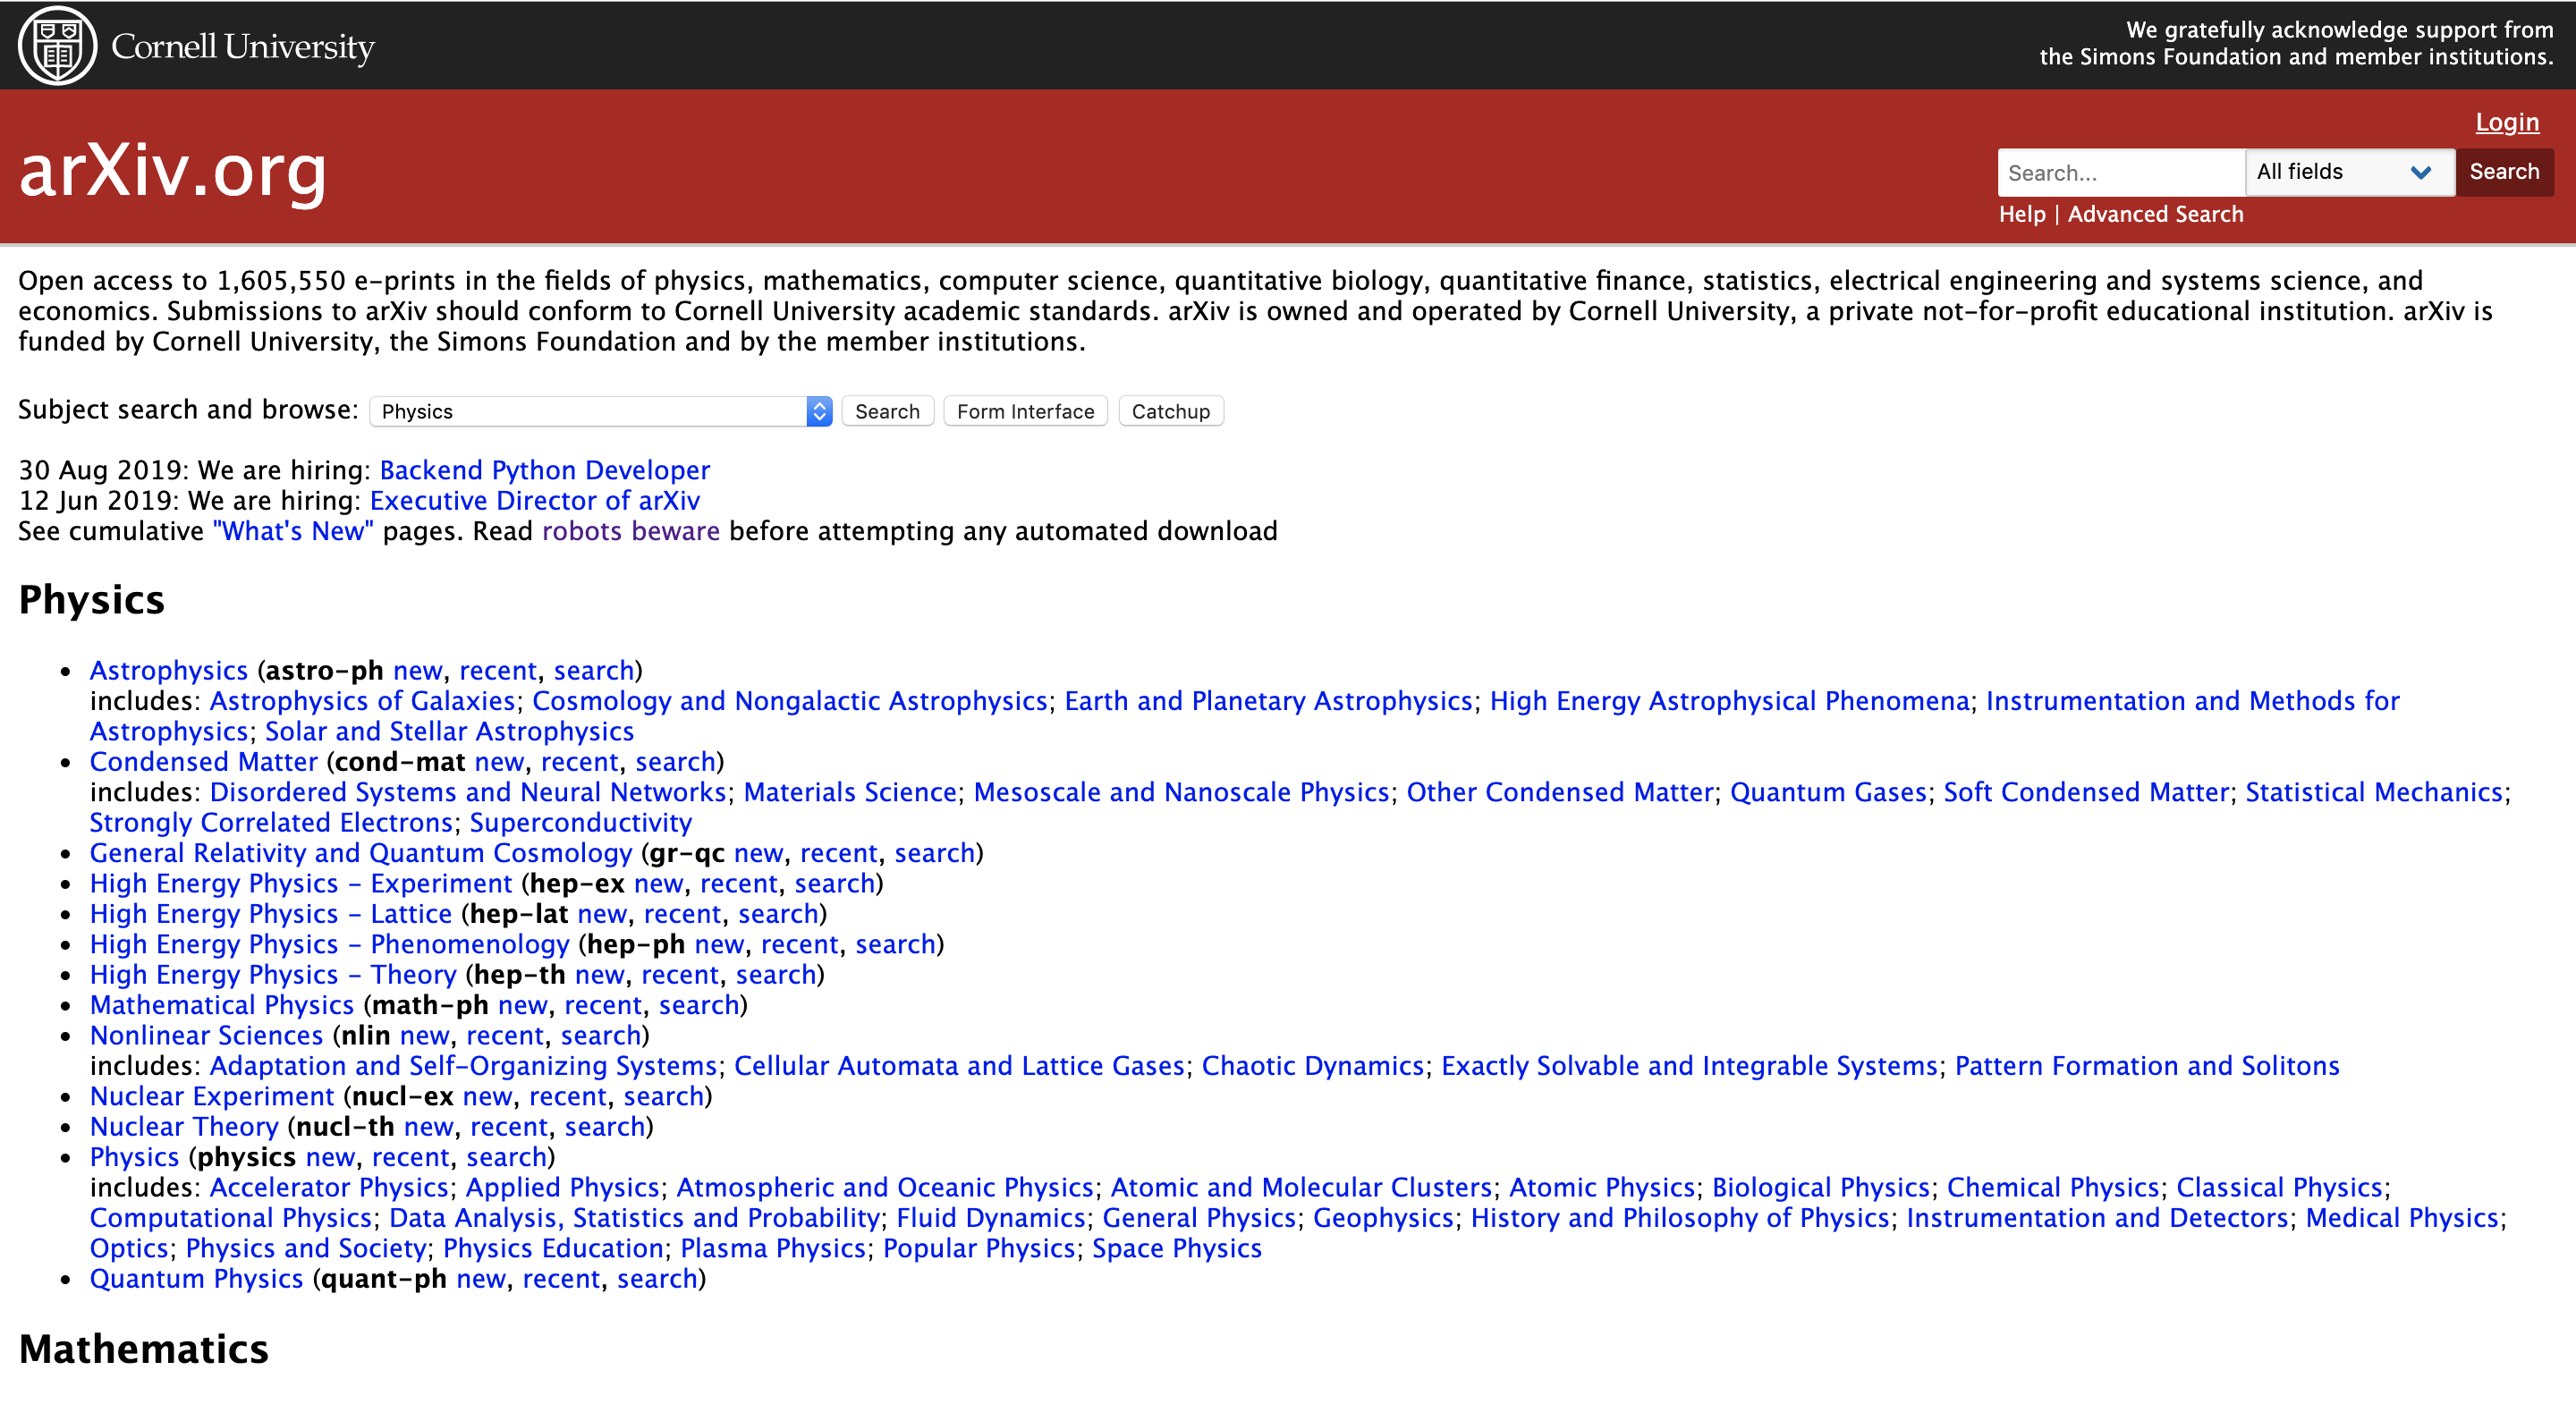 Cornell University
We gratefully acknowledge support from
the Simons Foundation and member institutions.
Login
arXiv.org
Search... All fields Search
Help | Advanced Search
Open access to 1,605,550 e-prints in the fields of physics, mathematics, computer science, quantitative biology, quantitative finance, statistics, electrical engineering and systems science, and
economics. Submissions to arXiv should conform to Cornell University academic standards. arXiv is owned and operated by Cornell University, a private not-for-profit educational institution. arXiv is
funded by Cornell University, the Simons Foundation and by the member institutions.
Subject search and browse: Physics Search Form Interface Catchup
30 Aug 2019: We are hiring: Backend Python Developer
12 Jun 2019: We are hiring: Executive Director of arXiv
See cumulative "What's New" pages. Read robots beware before attempting any automated download
Physics
• Astrophysics (astro-ph new, recent, search)
includes: Astrophysics of Galaxies; Cosmology and Nongalactic Astrophysics; Earth and Planetary Astrophysics; High Energy Astrophysical Phenomena; Instrumentation and Methods for
Astrophysics; Solar and Stellar Astrophysics
• Condensed Matter (cond-mat new, recent, search)
includes: Disordered Systems and Neural Networks; Materials Science; Mesoscale and Nanoscale Physics; Other Condensed Matter; Quantum Gases; Soft Condensed Matter; Statistical Mechanics;
Strongly Correlated Electrons; Superconductivity
• General Relativity and Quantum Cosmology (gr-qc new, recent, search)
• High Energy Physics - Experiment (hep-ex new, recent, search)
• High Energy Physics - Lattice (hep-lat new, recent, search)
• High Energy Physics - Phenomenology (hep-ph new, recent, search)
• High Energy Physics - Theory (hep-th new, recent, search)
• Mathematical Physics (math-ph new, recent, search)
• Nonlinear Sciences (nlin new, recent, search)
includes: Adaptation and Self-Organizing Systems; Cellular Automata and Lattice Gases; Chaotic Dynamics; Exactly Solvable and Integrable Systems; Pattern Formation and Solitons
• Nuclear Experiment (nucl-ex new, recent, search)
• Nuclear Theory (nucl-th new, recent, search)
• Physics (physics new, recent, search)
includes: Accelerator Physics; Applied Physics; Atmospheric and Oceanic Physics; Atomic and Molecular Clusters; Atomic Physics; Biological Physics; Chemical Physics; Classical Physics;
Computational Physics; Data Analysis, Statistics and Probability; Fluid Dynamics; General Physics; Geophysics; History and Philosophy of Physics; Instrumentation and Detectors; Medical Physics;
Optics; Physics and Society; Physics Education; Plasma Physics; Popular Physics; Space Physics
• Quantum Physics (quant-ph new, recent, search)
Mathematics